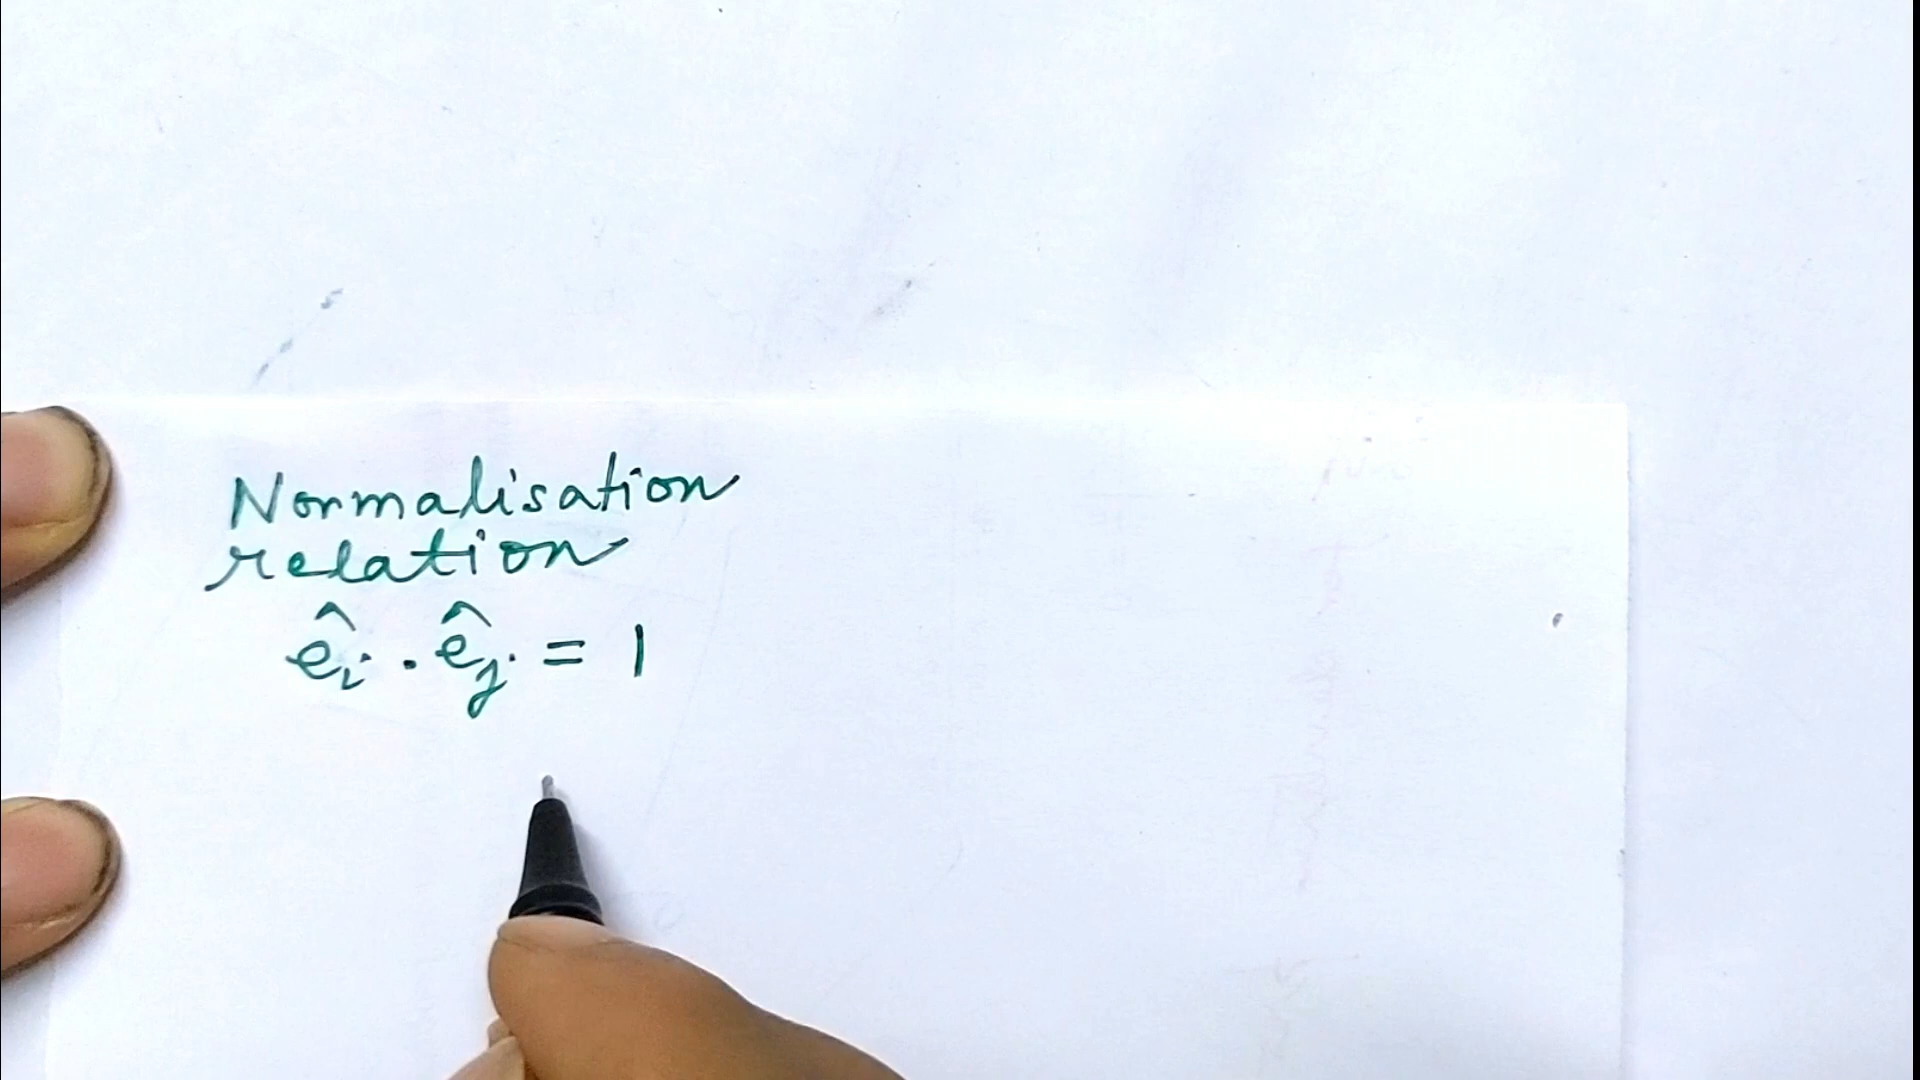 Normalisation
relation
êᵢ · êⱼ = 1